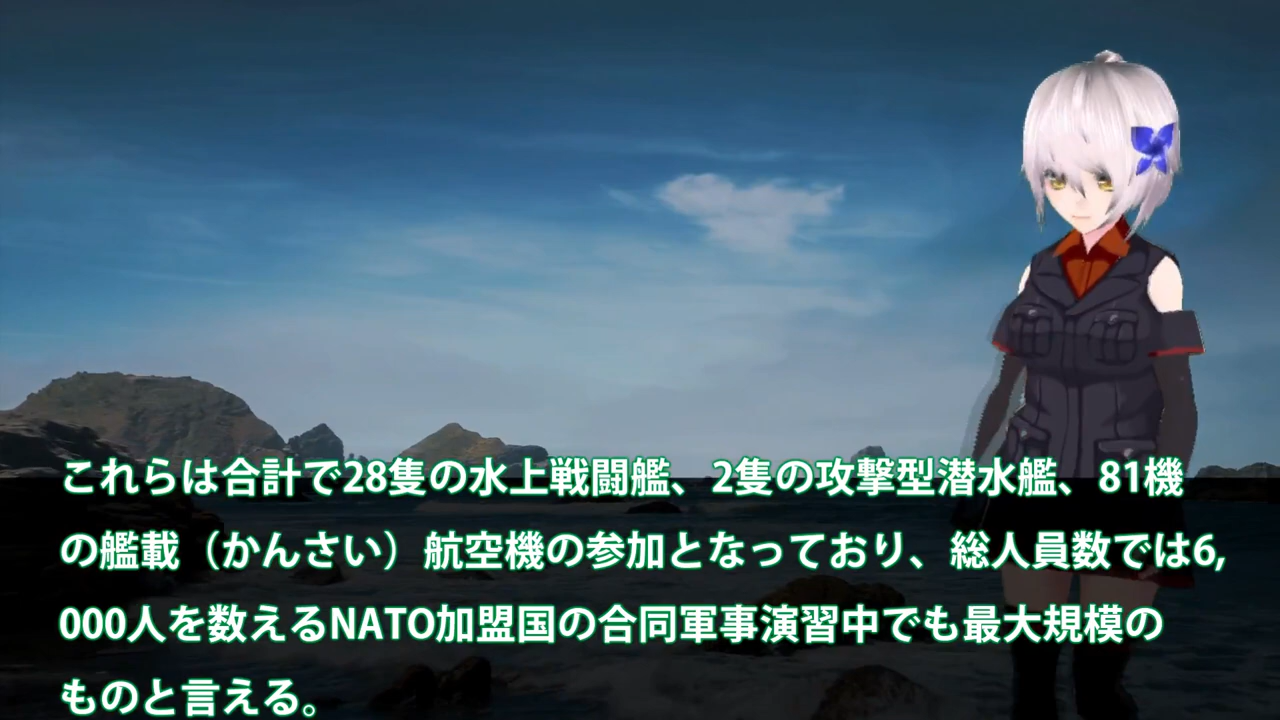 これらは合計で28隻の水上戦闘艦、2隻の攻撃型潜水艦、81機
の艦載（かんさい）航空機の参加となっており、総人員数では6,
000人を数えるNATO加盟国の合同軍事演習中でも最大規模の
ものと言える。